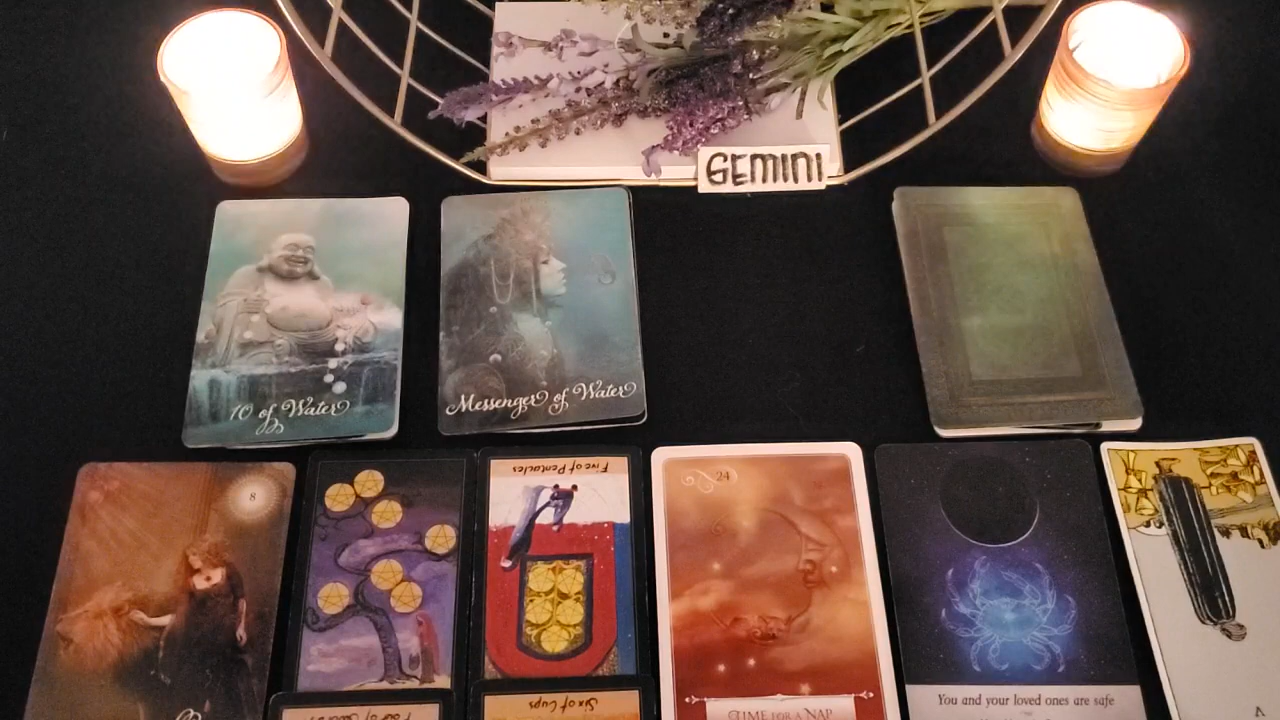 GEMINI
10 of Water
Messenger of Water
8
Five of Pentacles
24
TIME FOR A NAP
You and your loved ones are safe
Six of Cups
A